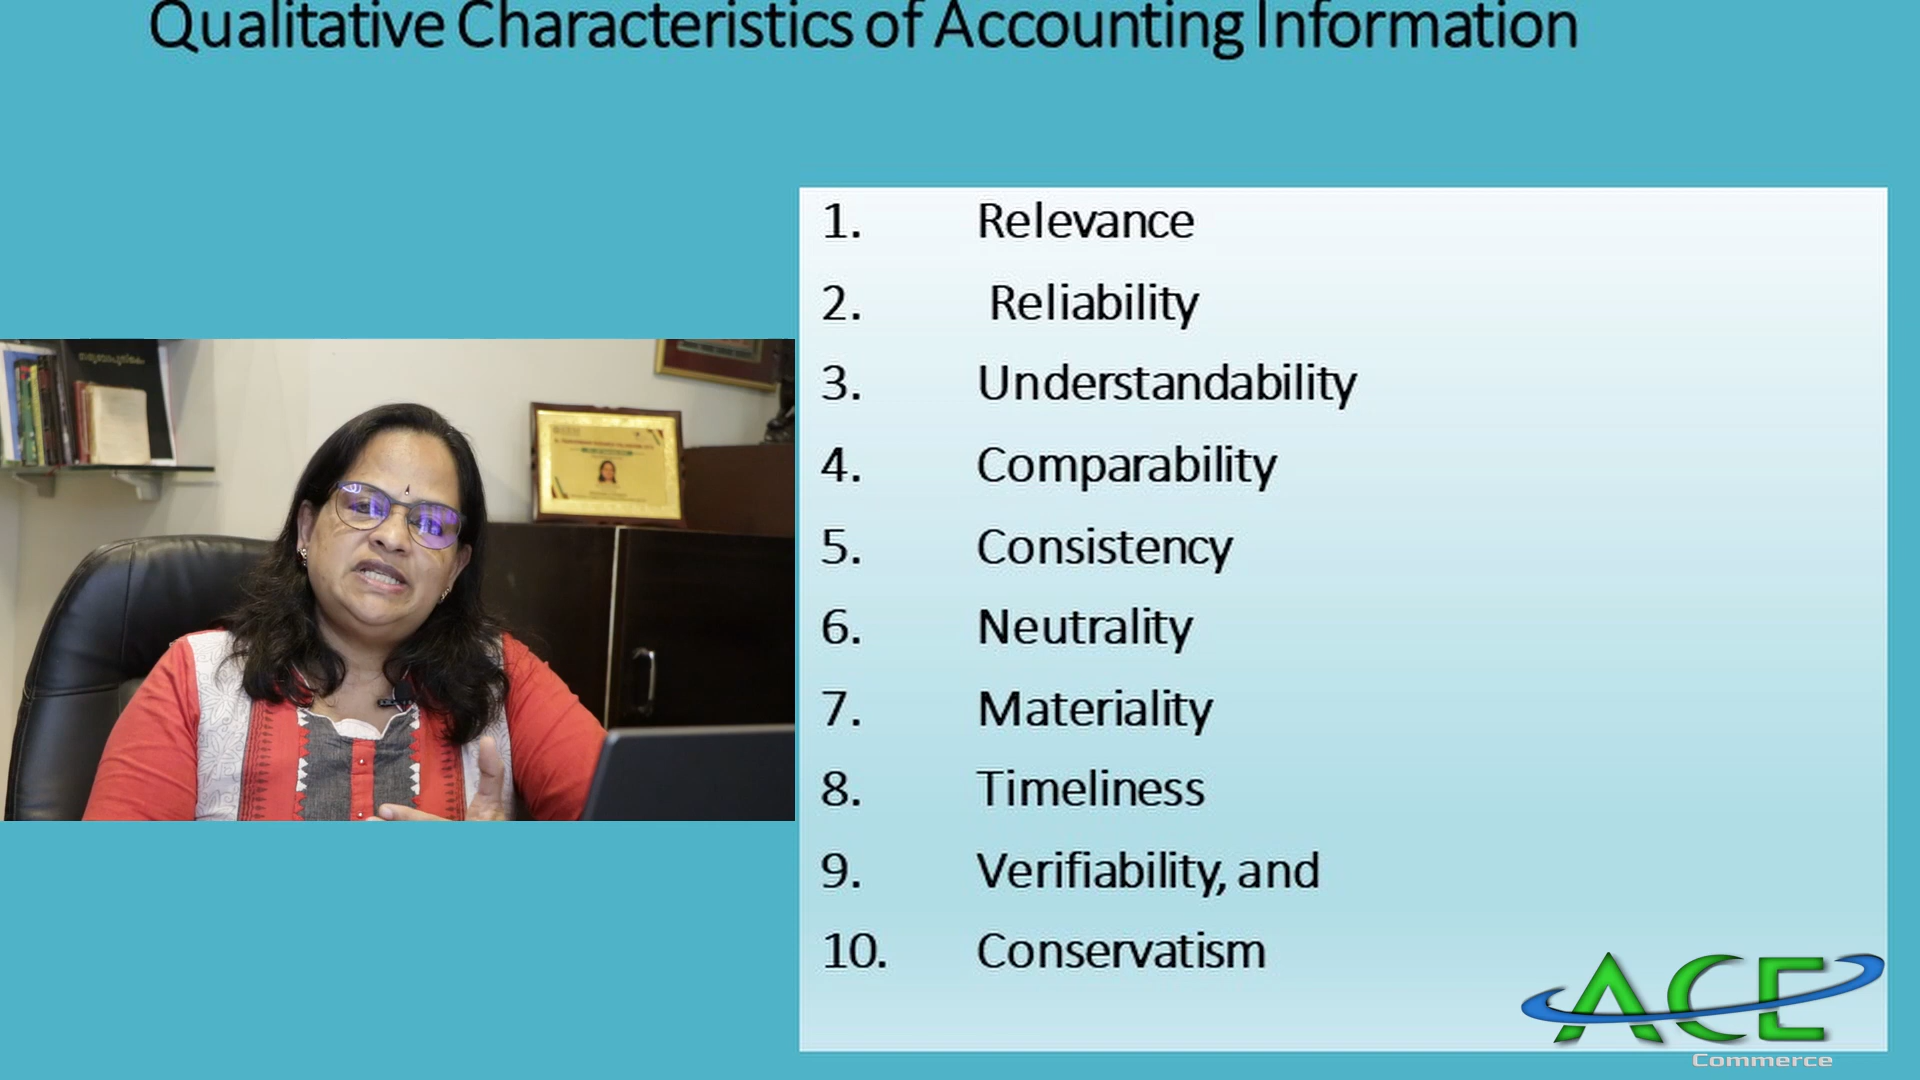 Qualitative Characteristics of Accounting Information
1. Relevance
2. Reliability
3. Understandability
4. Comparability
5. Consistency
6. Neutrality
7. Materiality
8. Timeliness
9. Verifiability, and
10. Conservatism
ACE
Commerce